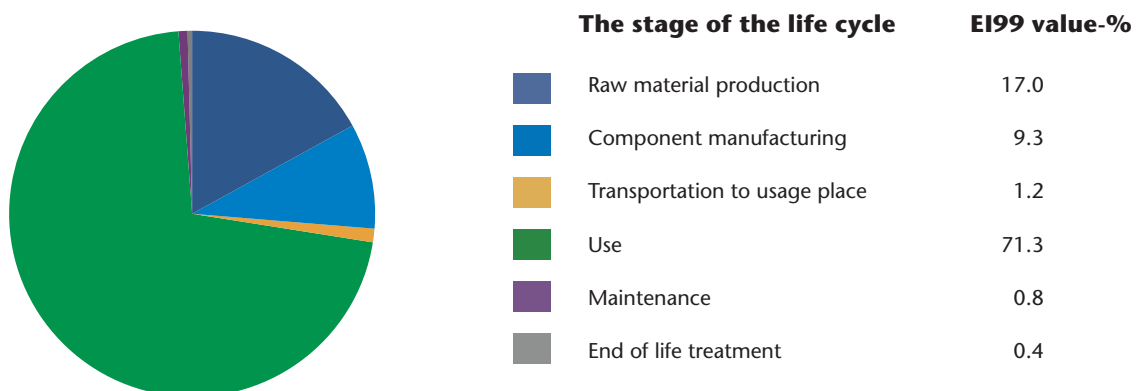 The stage of the life cycle EI99 value-%
Raw material production 17.0
Component manufacturing 9.3
Transportation to usage place 1.2
Use 71.3
Maintenance 0.8
End of life treatment 0.4